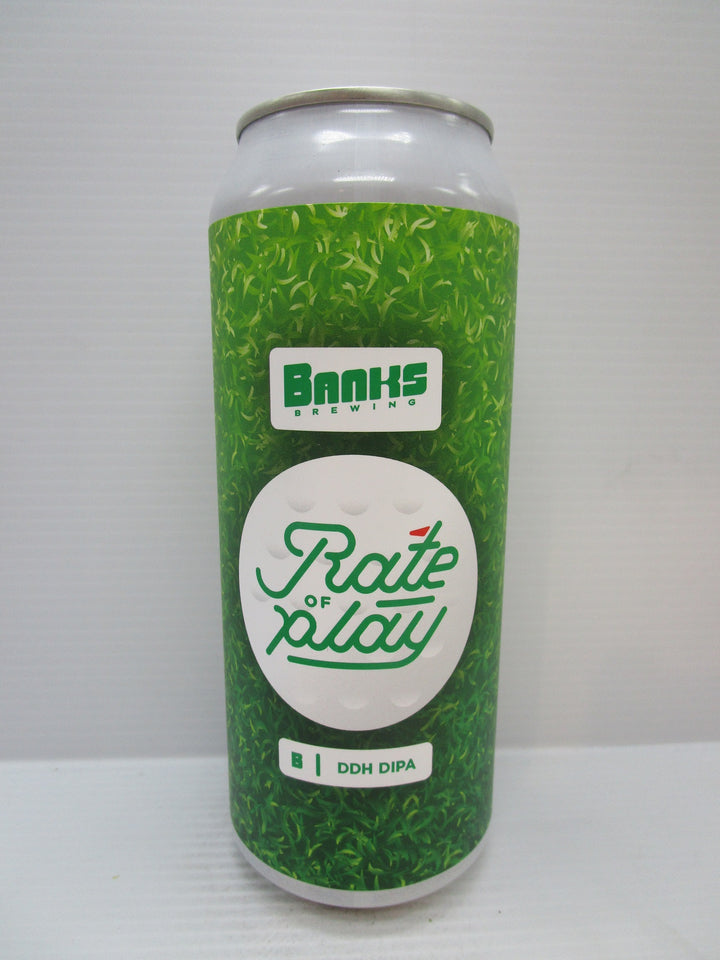 BANKS
BREWING
Rate
OF
play
B | DDH DIPA